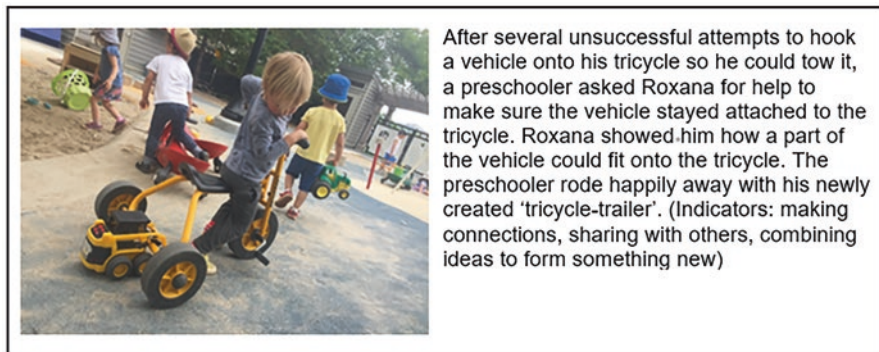 After several unsuccessful attempts to hook
a vehicle onto his tricycle so he could tow it,
a preschooler asked Roxana for help to
make sure the vehicle stayed attached to the
tricycle. Roxana showed him how a part of
the vehicle could fit onto the tricycle. The
preschooler rode happily away with his newly
created ‘tricycle-trailer’. (Indicators: making
connections, sharing with others, combining
ideas to form something new)